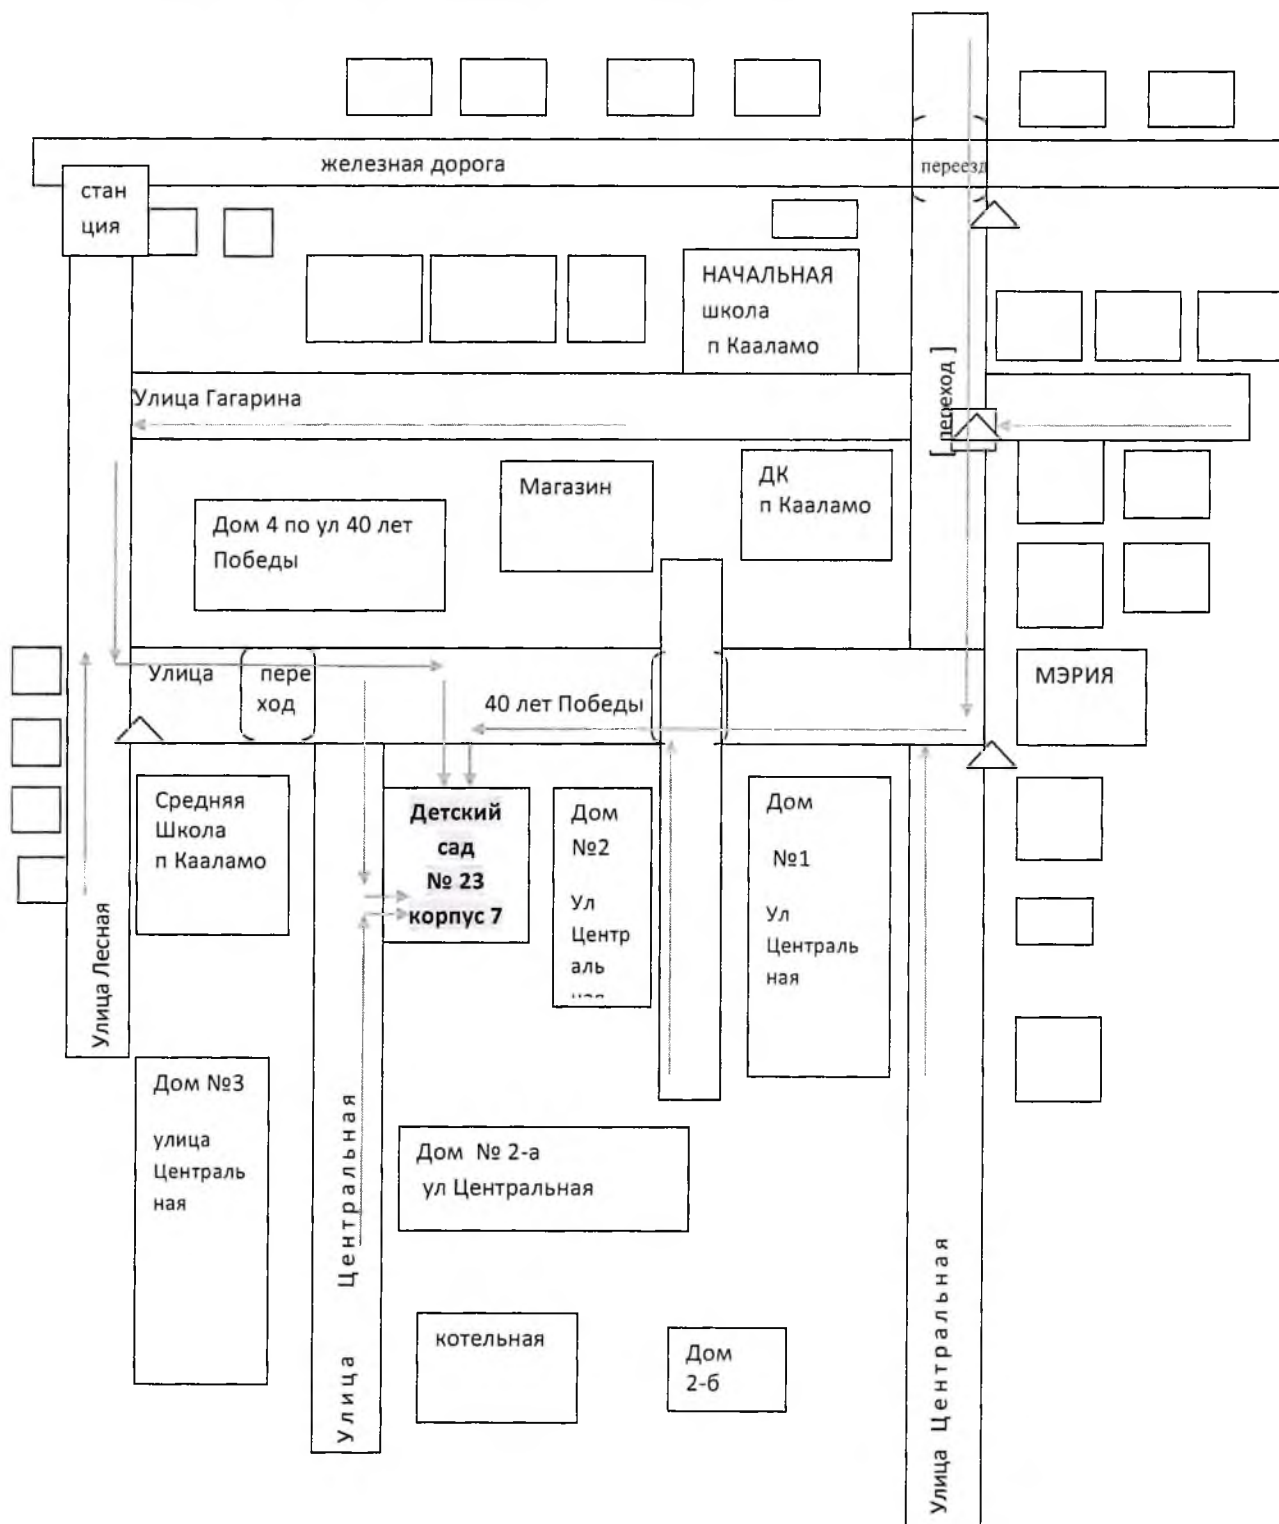 железная дорога
переезд
стан
ция
НАЧАЛЬНАЯ
школа
п Кааламо
[переход]
Улица Гагарина
Магазин
ДК
п Кааламо
Дом 4 по ул 40 лет
Победы
Улица
пере
ход
40 лет Победы
МЭРИЯ
Средняя
Школа
п Кааламо
Детский
сад
№ 23
корпус 7
Дом
№2
Ул
Центр
аль
ная
Дом
№1
Ул
Централь
ная
Улица Лесная
Дом №3
улица
Централь
ная
Улица Центральная
Дом № 2-а
ул Центральная
котельная
Дом
2-б
Улица Центральная